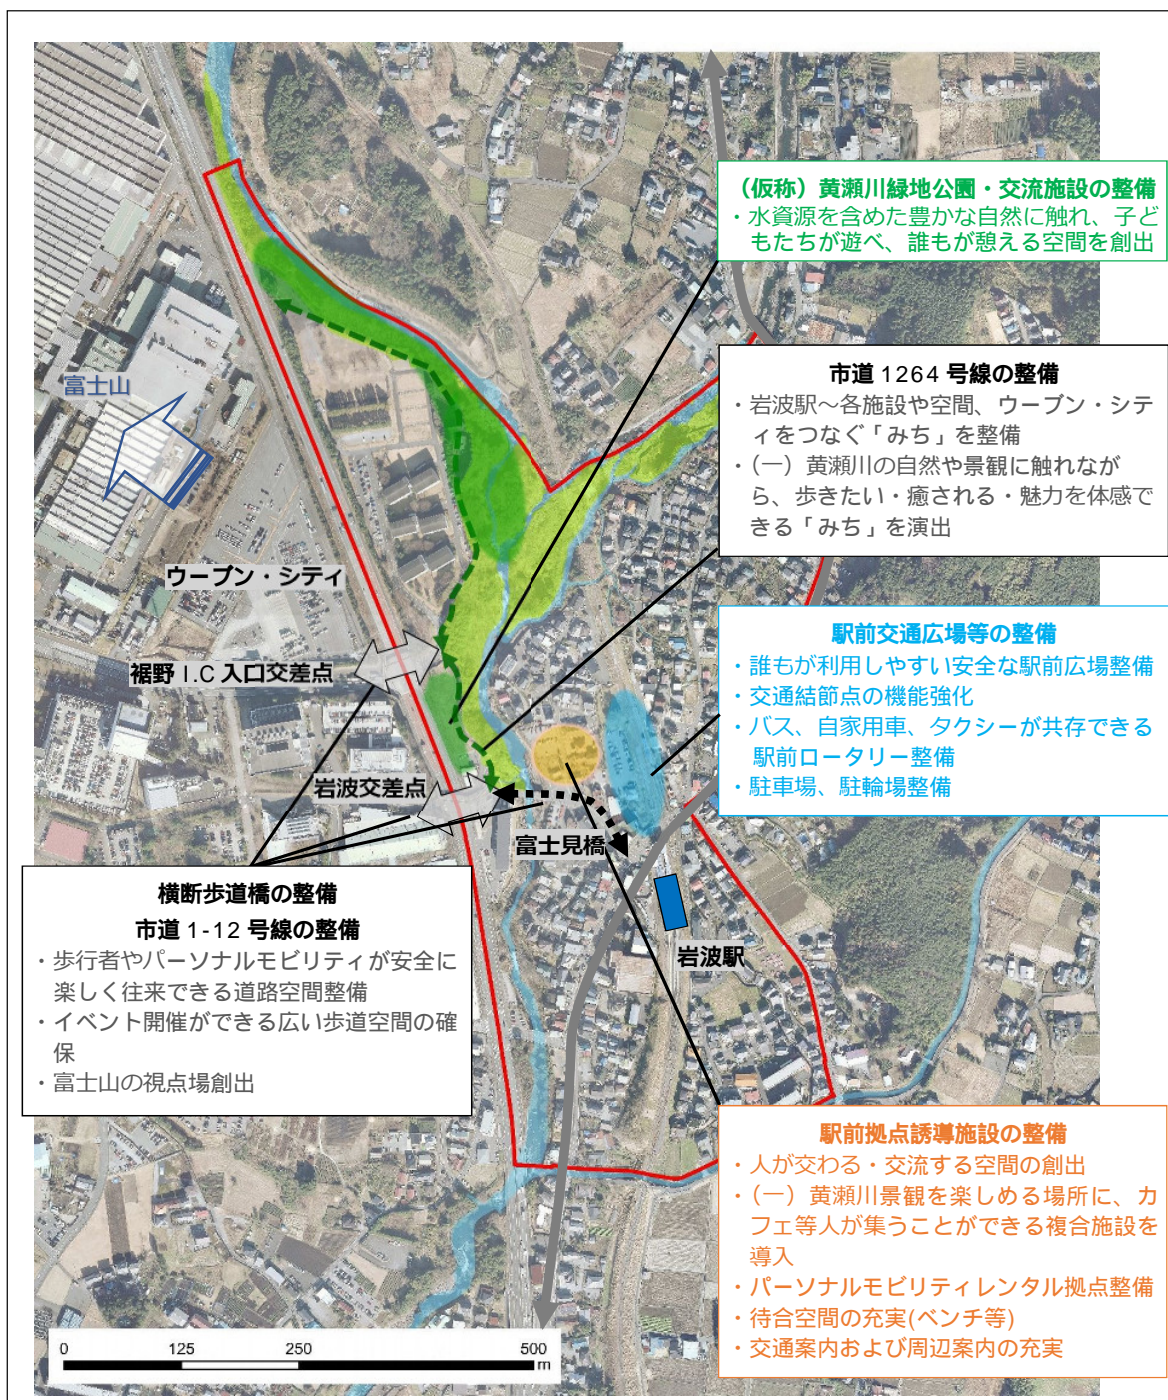 （仮称）黄瀬川緑地公園・交流施設の整備
・水資源を含めた豊かな自然に触れ、子ど
もたちが遊べ、誰もが憩える空間を創出
市道 1264 号線の整備
・岩波駅～各施設や空間、ウーブン・シテ
ィをつなぐ「みち」を整備
・(一) 黄瀬川の自然や景観に触れなが
ら、歩きたい・癒される・魅力を体感で
きる「みち」を演出
富士山
ウーブン・シティ
裾野 I.C 入口交差点
岩波交差点
富士見橋
岩波駅
駅前交通広場等の整備
・誰もが利用しやすい安全な駅前広場整備
・交通結節点の機能強化
・バス、自家用車、タクシーが共存できる
駅前ロータリー整備
・駐車場、駐輪場整備
横断歩道橋の整備
市道 1-12 号線の整備
・歩行者やパーソナルモビリティが安全に
楽しく往来できる道路空間整備
・イベント開催ができる広い歩道空間の確
保
・富士山の視点場創出
駅前拠点誘導施設の整備
・人が交わる・交流する空間の創出
・(一) 黄瀬川景観を楽しめる場所に、カ
フェ等人が集うことができる複合施設を
導入
・パーソナルモビリティレンタル拠点整備
・待合空間の充実(ベンチ等)
・交通案内および周辺案内の充実
0 125 250 500
m